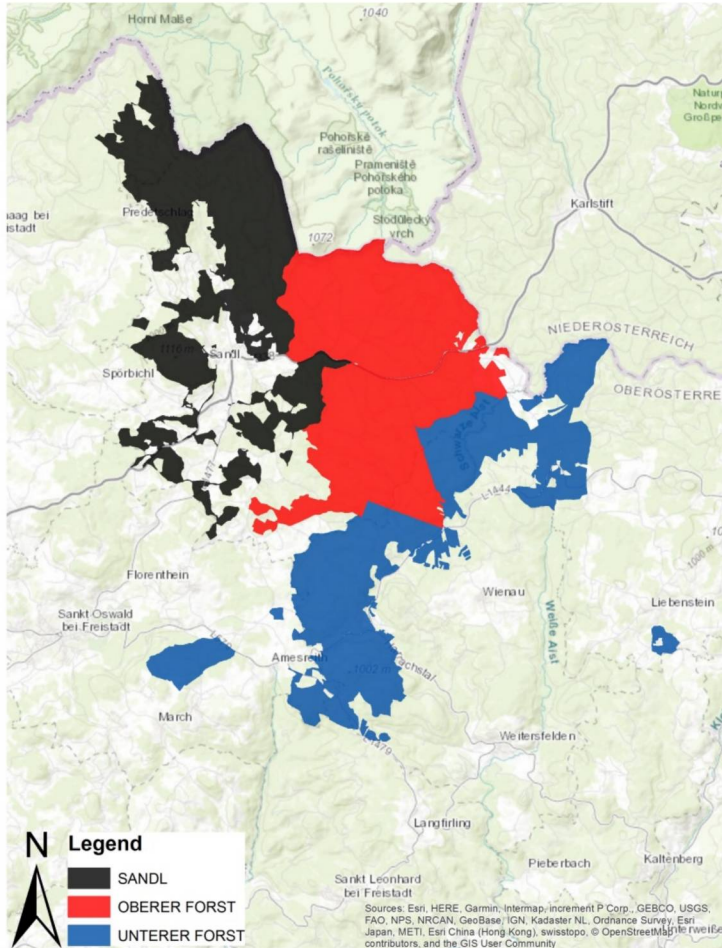 1040
Horní Malše
Pohořský potok
Pohořské
rašeliniště
Prameniště
Pohořského
potoka
Stodůlecký
vrch
Karlstift
Predetschlag
1072
NIEDERÖSTERREICH
Sandl
Spörbichl
Schwarze Aist
L1444
Florenthein
Wienau
Liebenstein
Sankt Oswald
bei Freistadt
Weiße Aist
Amesreith
1002 m
March
L1479
Weitersfelden
Langfirling
Pieberbach
Kaltenberg
Sankt Leonhard
bei Freistadt
N
Legend
SANDL
OBERER FORST
UNTERER FORST
Sources: Esri, HERE, Garmin, Intermap, increment P Corp., GEBCO, USGS,
FAO, NPS, NRCAN, GeoBase, IGN, Kadaster NL, Ordnance Survey, Esri
Japan, METI, Esri China (Hong Kong), swisstopo, © OpenStreetMap
contributors, and the GIS User Community